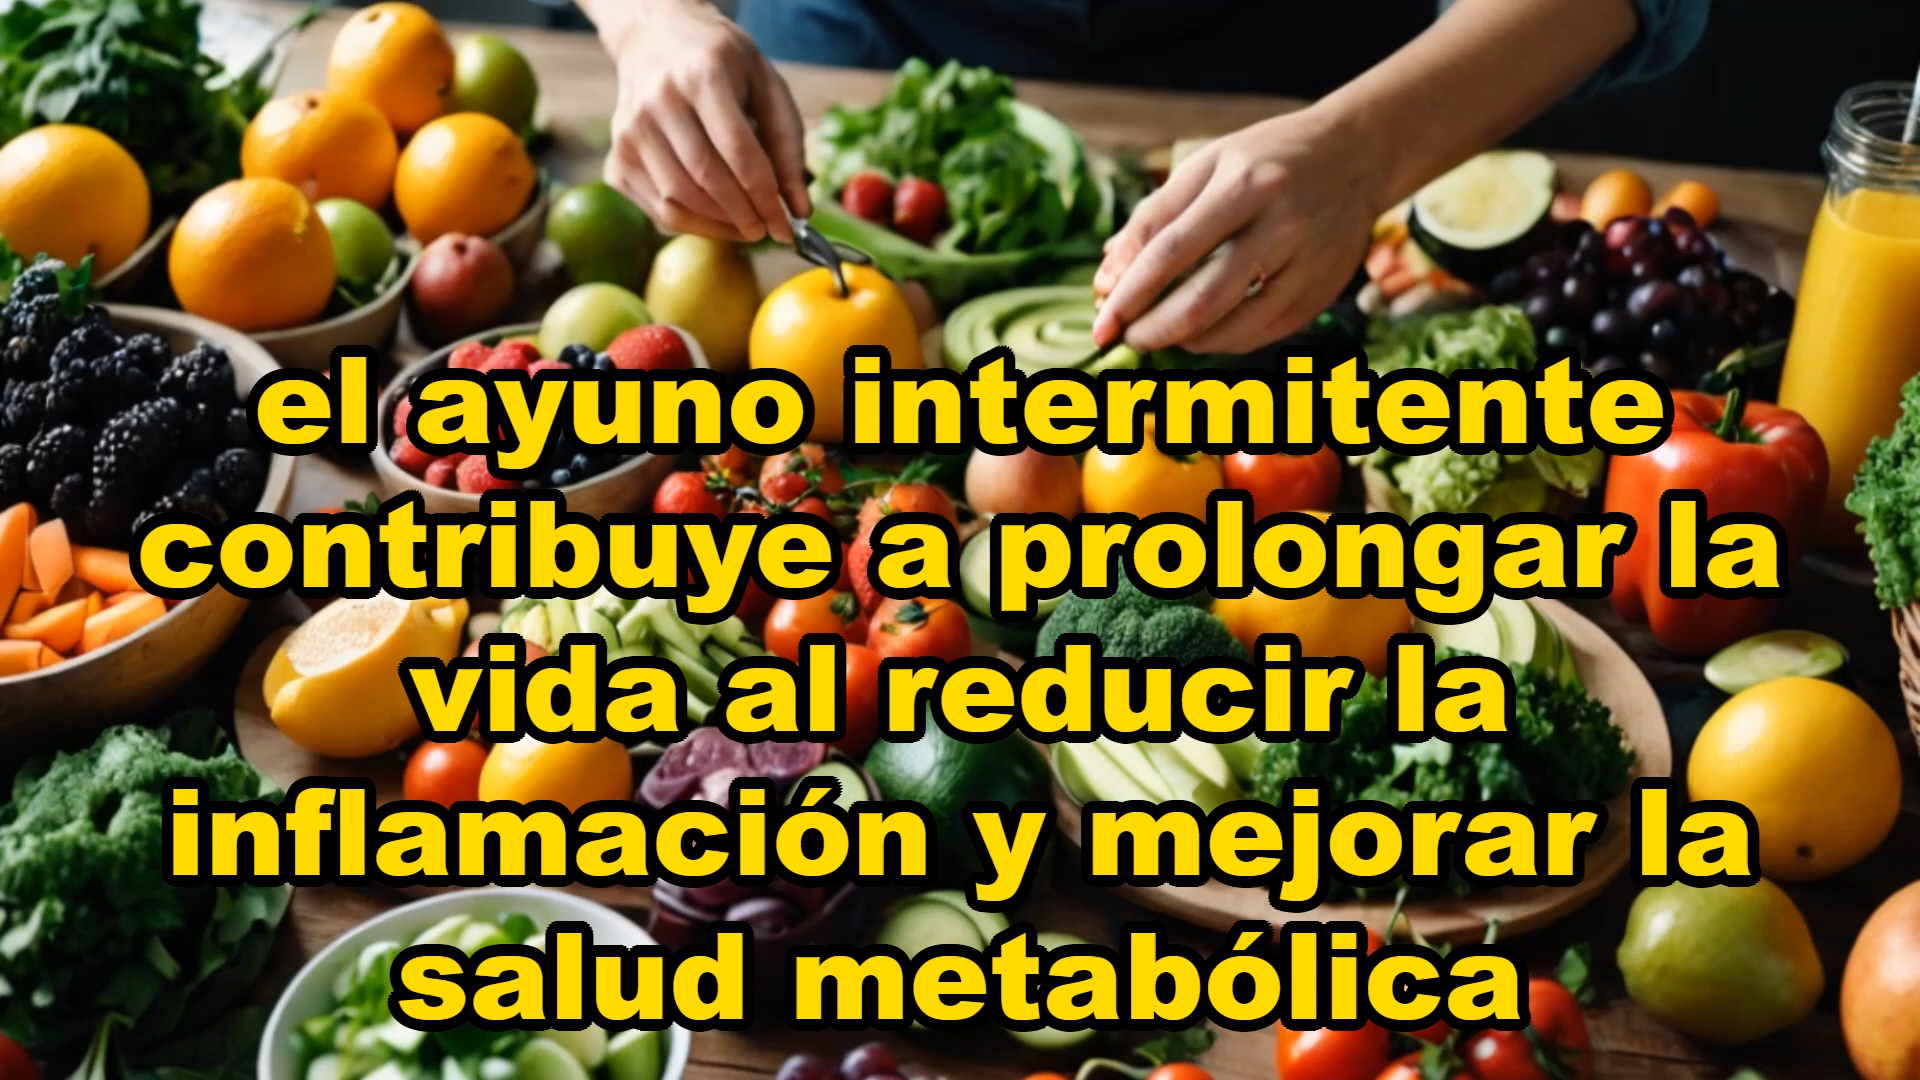 el ayuno intermitente
contribuye a prolongar la
vida al reducir la
inflamación y mejorar la
salud metabólica